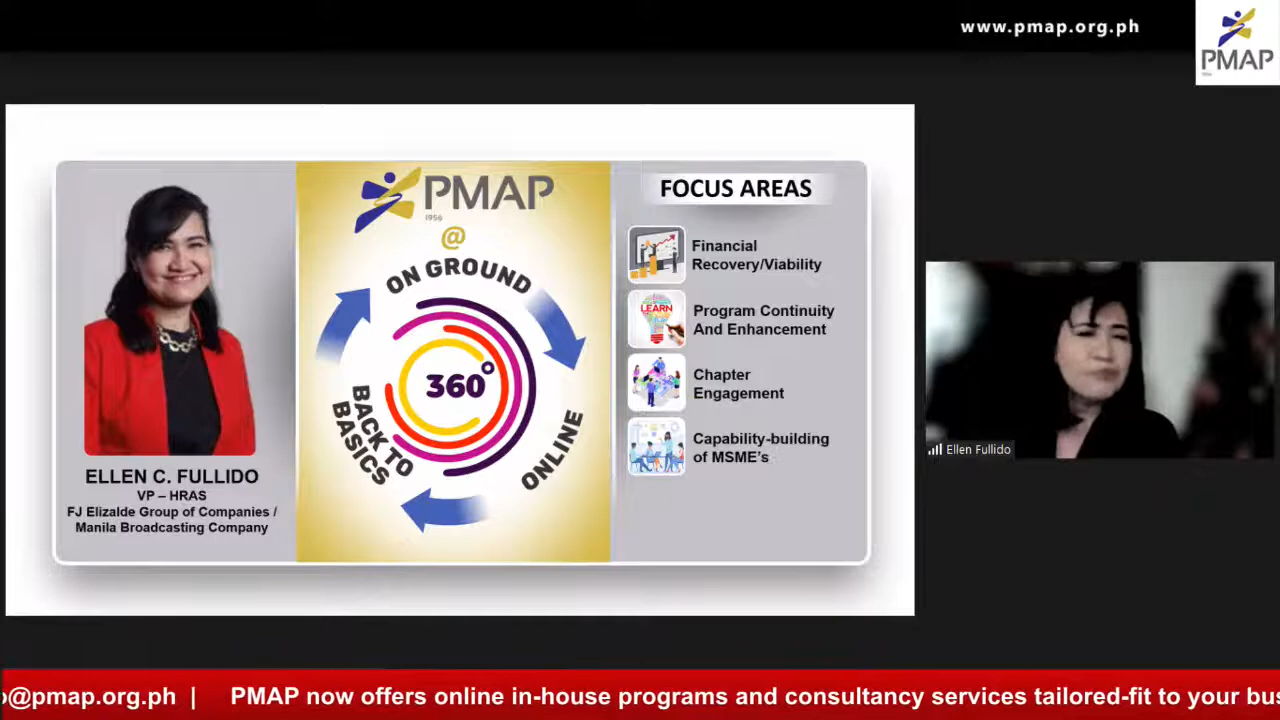 www.pmap.org.ph
PMAP
PMAP
1956
@
ON GROUND
ONLINE
BACK TO
BASICS
360°
ELLEN C. FULLIDO
VP – HRAS
FJ Elizalde Group of Companies /
Manila Broadcasting Company
FOCUS AREAS
Financial
Recovery/Viability
LEARN
Program Continuity
And Enhancement
Chapter
Engagement
Capability-building
of MSME's
Ellen Fullido
o@pmap.org.ph | PMAP now offers online in-house programs and consultancy services tailored-fit to your bus